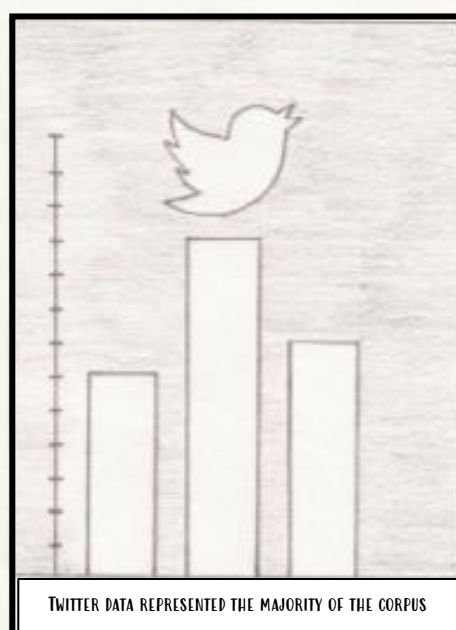 Twitter data represented the majority of the corpus